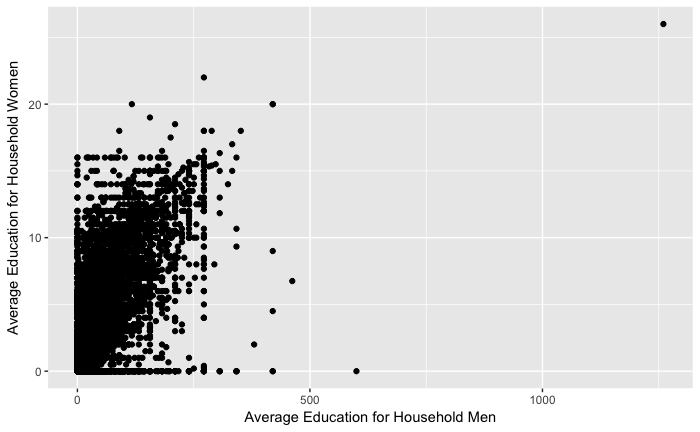 Average Education for Household Women
20
10
0
0 500 1000
Average Education for Household Men